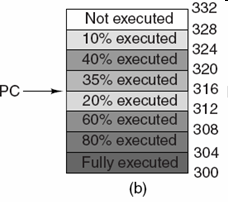 332
Not executed
328
10% executed
324
40% executed
320
35% executed
PC
316
20% executed
312
60% executed
308
80% executed
304
Fully executed
300
(b)